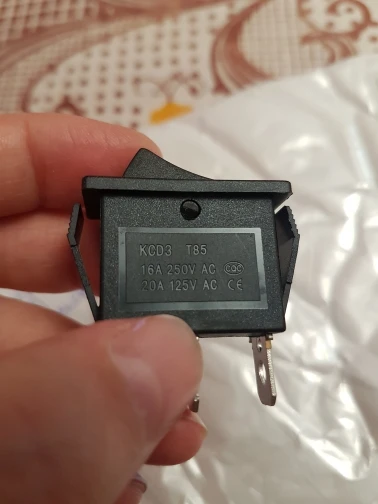 KCD3 T85
16A 250V AC CQC
20A 125V AC CE